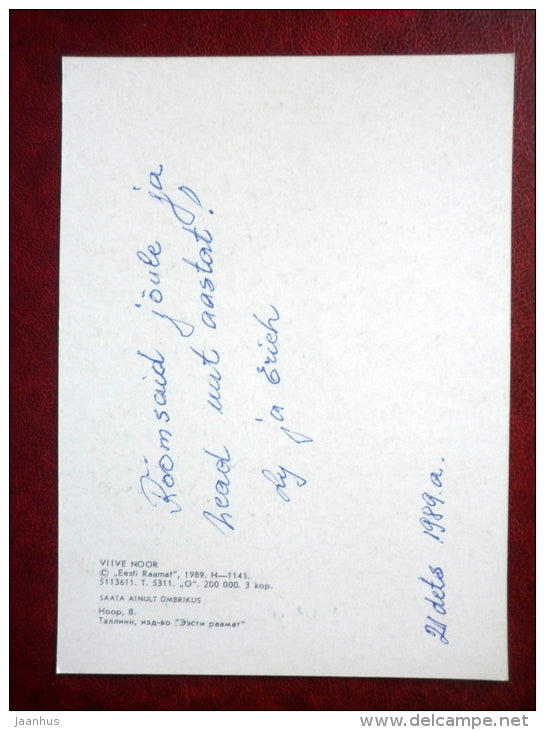 Rõõmsaid jõule ja
head uut aastat!
Ly ja Erich
21 dets 1989.a.
VIIVE NOOR
© „Eesti Raamat", 1989. H—1141.
5113611. T. 5311. „O". 200 000. 3 kop.
SAATA AINULT ÜMBRIKUS
Ноор, В.
Таллинн, изд-во "Ээсти раамат"
jaanhus
www.delcampe.net